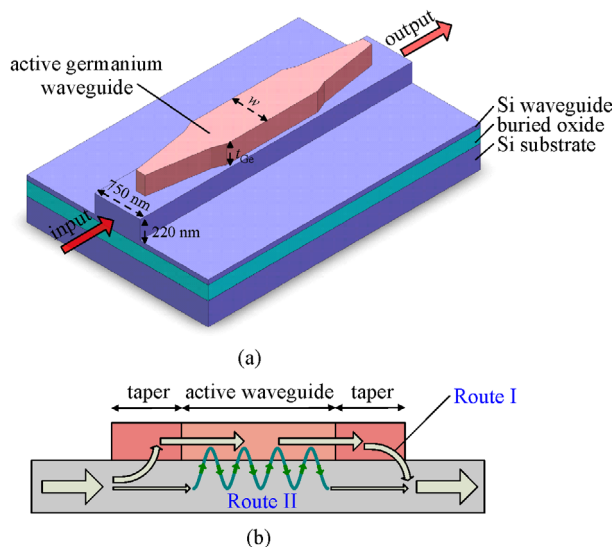 output
active germanium
waveguide
w
Si waveguide
buried oxide
Si substrate
tGe
750 nm
220 nm
input
(a)
taper
active waveguide
taper
Route I
Route II
(b)